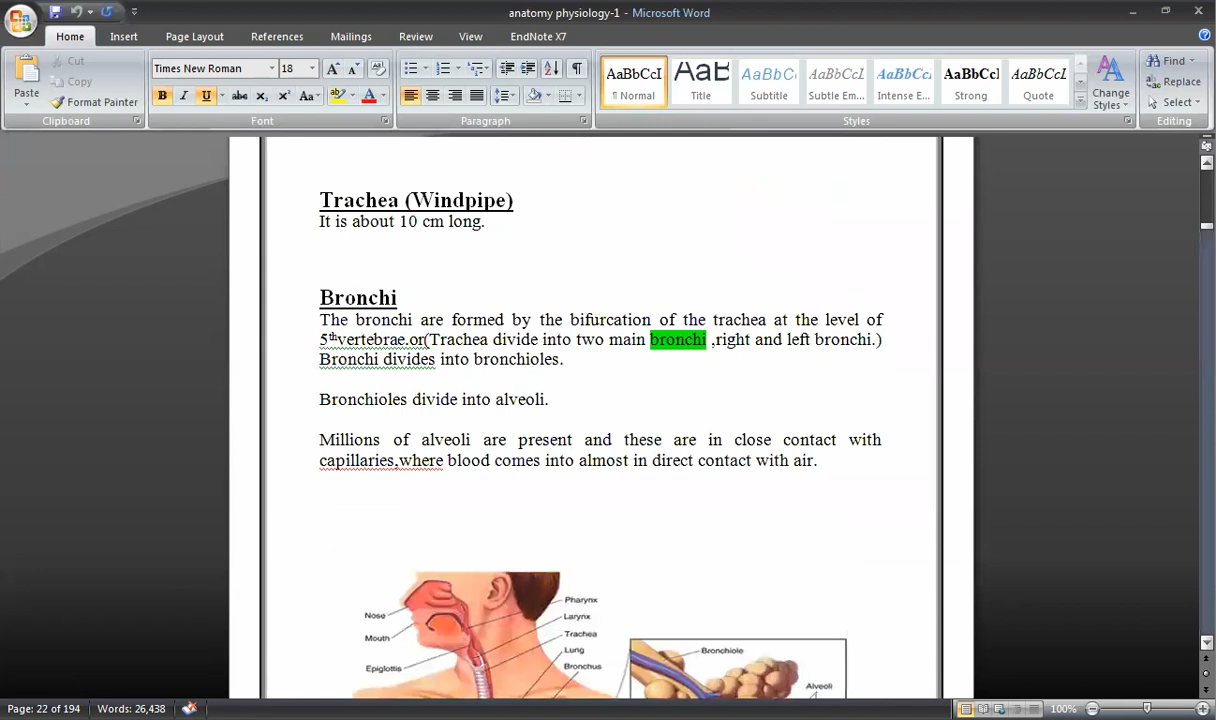 anatomy physiology-1 - Microsoft Word
Home Insert Page Layout References Mailings Review View EndNote X7
Paste
Cut
Copy
Format Painter
Clipboard
Times New Roman 18
Font
Paragraph
AaBbCcI AaB AaBbC AaBbCcI AaBbCcI AaBbCcI AaBbCcI
¶ Normal Title Subtitle Subtle Em... Intense E... Strong Quote
Styles
Change Styles
Find
Replace
Select
Editing
Trachea (Windpipe)
It is about 10 cm long.
Bronchi
The bronchi are formed by the bifurcation of the trachea at the level of
5thvertebrae.or(Trachea divide into two main bronchi ,right and left bronchi.)
Bronchi divides into bronchioles.
Bronchioles divide into alveoli.
Millions of alveoli are present and these are in close contact with
capillaries,where blood comes into almost in direct contact with air.
Pharynx
Nose
Larynx
Mouth
Trachea
Lung
Epiglottis
Bronchus
Bronchiole
Alveoli
Page: 22 of 194 Words: 26,438 100%